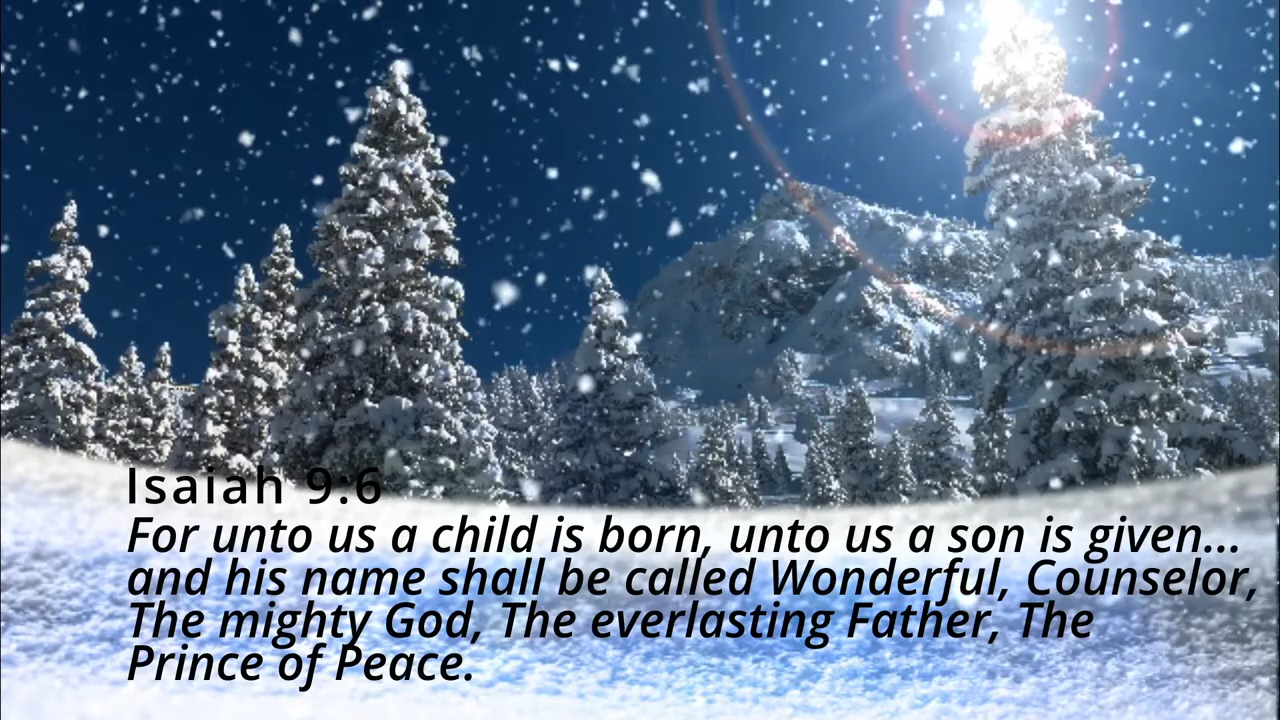 Isaiah 9:6
For unto us a child is born, unto us a son is given...
and his name shall be called Wonderful, Counselor,
The mighty God, The everlasting Father, The
Prince of Peace.